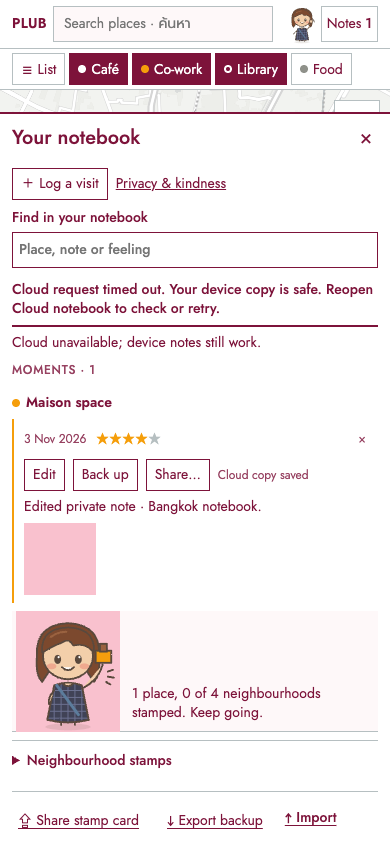 PLUB
Search places · ค้นหา
Notes 1
≡ List
Café
Co-work
Library
Food
Your notebook
×
+ Log a visit
Privacy & kindness
Find in your notebook
Place, note or feeling
Cloud request timed out. Your device copy is safe. Reopen
Cloud notebook to check or retry.
Cloud unavailable; device notes still work.
MOMENTS · 1
Maison space
3 Nov 2026 ★★★★★
×
Edit
Back up
Share...
Cloud copy saved
Edited private note · Bangkok notebook.
1 place, 0 of 4 neighbourhoods
stamped. Keep going.
▶ Neighbourhood stamps
Share stamp card
↓ Export backup
↑ Import